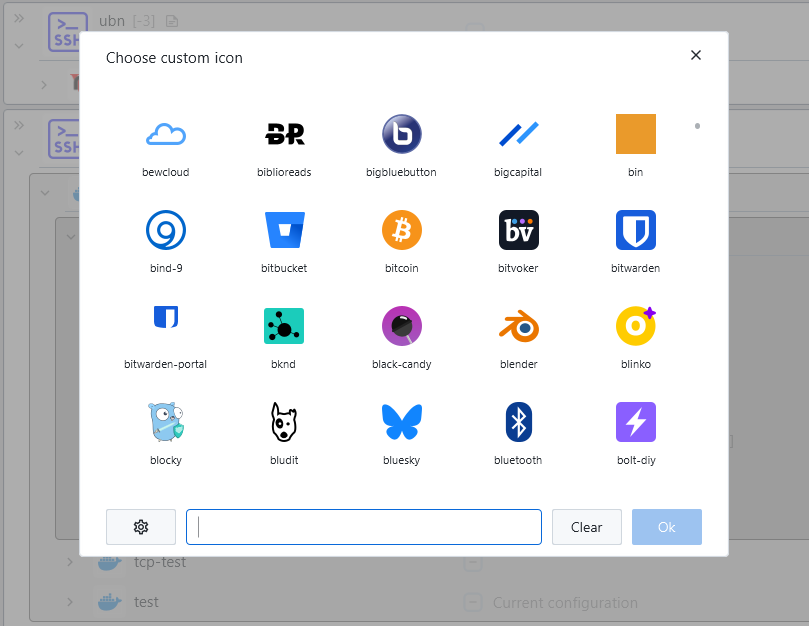 ubn [-3]
SSH
Choose custom icon
SSH
BR
b
bewcloud biblioreads bigbluebutton bigcapital bin
9
bv
bind-9 bitbucket bitcoin bitvoker bitwarden
bitwarden-portal bknd black-candy blender blinko
blocky bludit bluesky bluetooth bolt-diy
Clear Ok
tcp-test
test Current configuration